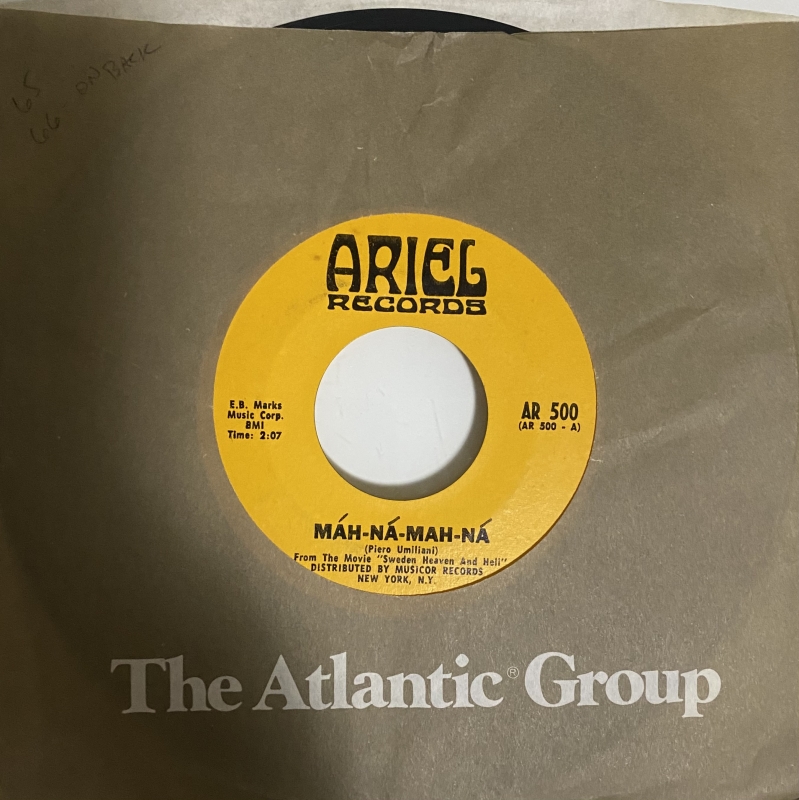 65
66 ON BACK
ARIEL
RECORDS
E.B. Marks
Music Corp.
BMI
Time: 2:07
AR 500
(AR 500 - A)
MÁH-NÁ-MAH-NÁ
(Piero Umiliani)
From The Movie "Sweden Heaven And Hell"
DISTRIBUTED BY MUSICOR RECORDS
NEW YORK, N.Y.
The Atlantic® Group